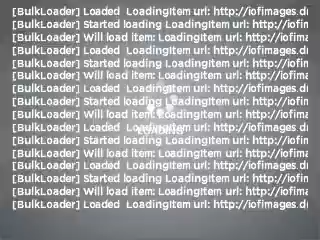 [BulkLoader] Loaded LoadingItem url: http://iofimages.d
[BulkLoader] Started loading LoadingItem url: http://iofim
[BulkLoader] Will load item: LoadingItem url: http://iofima
[BulkLoader] Loaded LoadingItem url: http://iofimages.d
[BulkLoader] Started loading LoadingItem url: http://iofim
[BulkLoader] Will load item: LoadingItem url: http://iofima
[BulkLoader] Loaded LoadingItem url: http://iofimages.d
[BulkLoader] Started loading LoadingItem url: http://iofim
[BulkLoader] Will load item: LoadingItem url: http://iofima
[BulkLoader] Loaded LoadingItem url: http://iofimages.d
LOADING
[BulkLoader] Started loading LoadingItem url: http://iofim
[BulkLoader] Will load item: LoadingItem url: http://iofima
[BulkLoader] Loaded LoadingItem url: http://iofimages.d
[BulkLoader] Started loading LoadingItem url: http://iofim
[BulkLoader] Will load item: LoadingItem url: http://iofima
[BulkLoader] Loaded LoadingItem url: http://iofimages.d